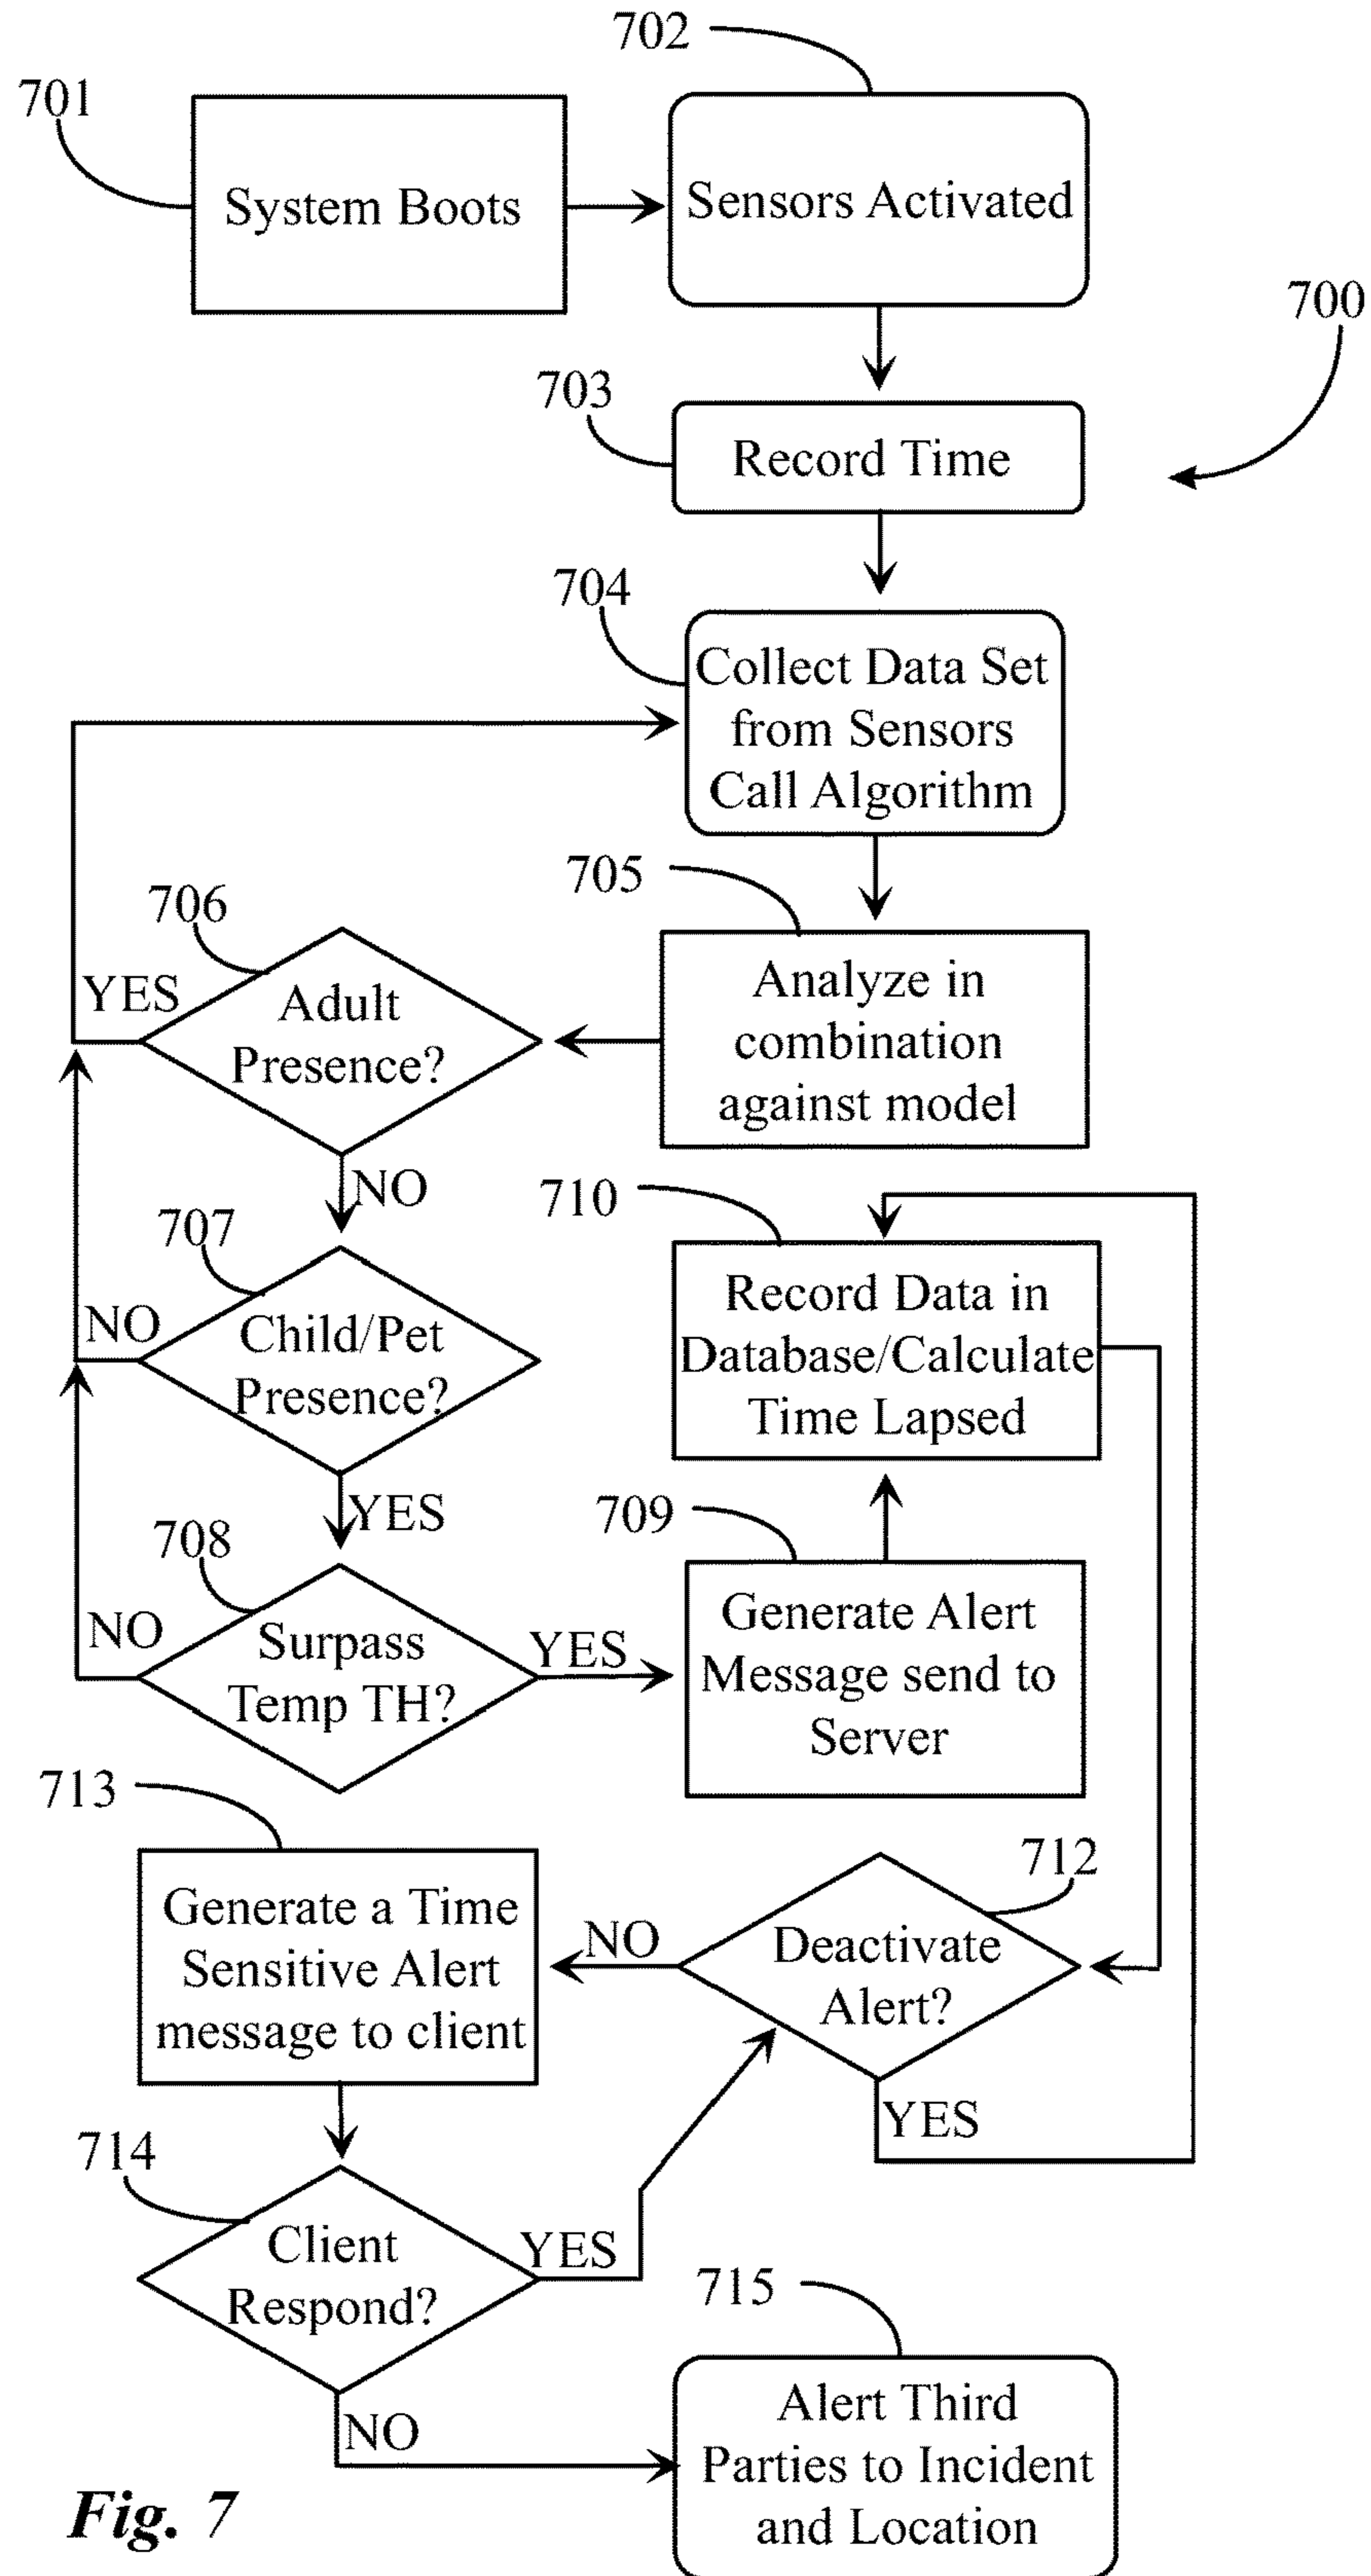 702
701
System Boots
Sensors Activated
700
703
Record Time
704
Collect Data Set
from Sensors
Call Algorithm
705
706
YES
Adult
Presence?
Analyze in
combination
against model
NO
710
707
NO
Child/Pet
Presence?
Record Data in
Database/Calculate
Time Lapsed
YES
709
708
NO
Surpass
Temp TH?
YES
Generate Alert
Message send to
Server
713
712
Generate a Time
Sensitive Alert
message to client
NO
Deactivate
Alert?
YES
714
Client
Respond?
YES
715
NO
Alert Third
Parties to Incident
and Location
Fig. 7